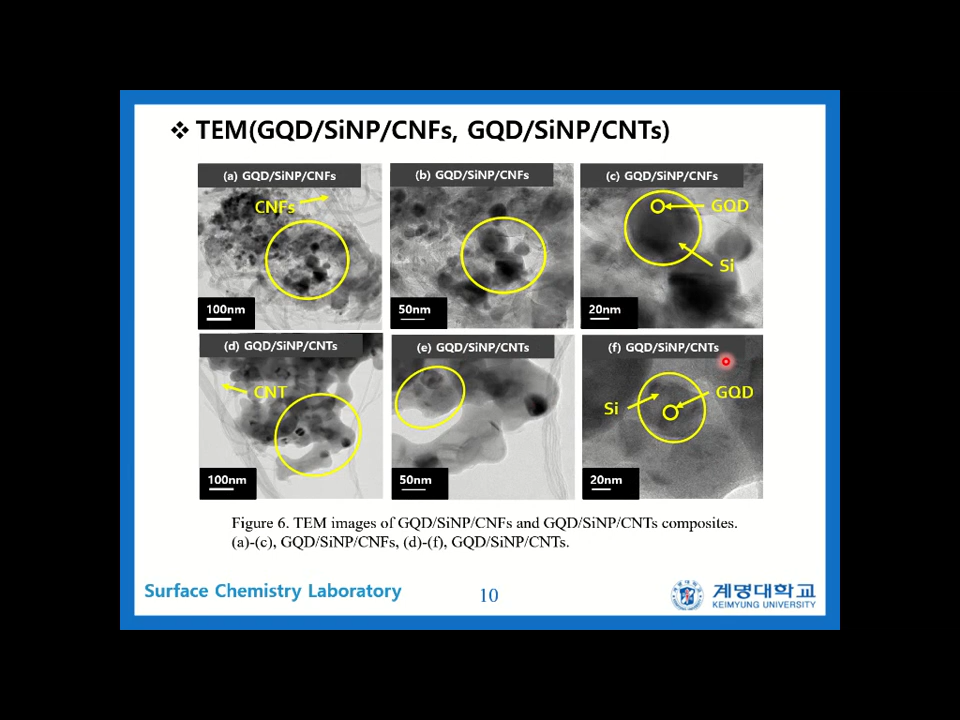 ❖ TEM(GQD/SiNP/CNFs, GQD/SiNP/CNTs)
(a) GQD/SiNP/CNFs
CNFs
100nm
(b) GQD/SiNP/CNFs
50nm
(c) GQD/SiNP/CNFs
GQD
Si
20nm
(d) GQD/SiNP/CNTs
CNT
100nm
(e) GQD/SiNP/CNTs
50nm
(f) GQD/SiNP/CNTs
GQD
Si
20nm
Figure 6. TEM images of GQD/SiNP/CNFs and GQD/SiNP/CNTs composites.
(a)-(c), GQD/SiNP/CNFs, (d)-(f), GQD/SiNP/CNTs.
Surface Chemistry Laboratory
10
계명대학교
KEIMYUNG UNIVERSITY